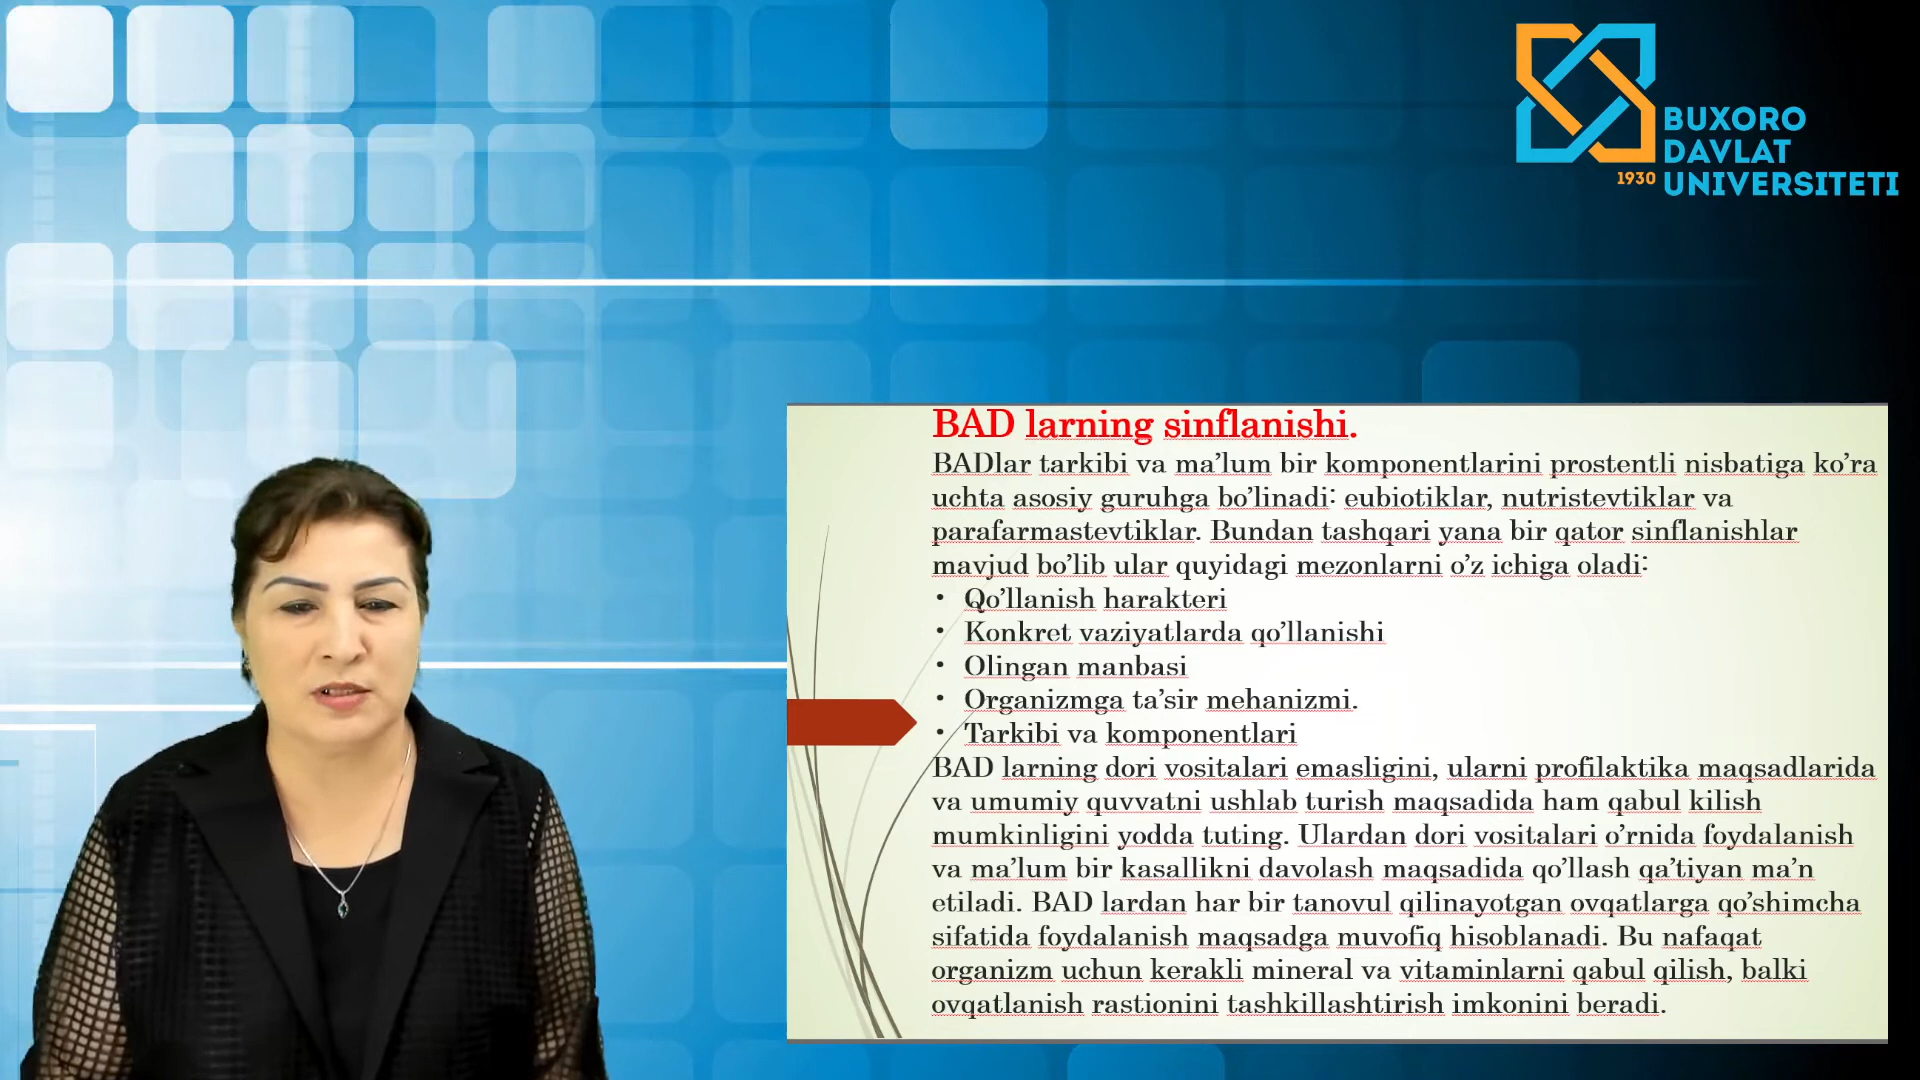 BUXORO
DAVLAT
1930 UNIVERSITETI
BAD larning sinflanishi.
BADlar tarkibi va ma’lum bir komponentlarini prostentli nisbatiga ko’ra
uchta asosiy guruhga bo’linadi: eubiotiklar, nutristevtiklar va
parafarmastevtiklar. Bundan tashqari yana bir qator sinflanishlar
mavjud bo’lib ular quyidagi mezonlarni o’z ichiga oladi:
• Qo’llanish harakteri
• Konkret vaziyatlarda qo’llanishi
• Olingan manbasi
• Organizmga ta’sir mehanizmi.
• Tarkibi va komponentlari
BAD larning dori vositalari emasligini, ularni profilaktika maqsadlarida
va umumiy quvvatni ushlab turish maqsadida ham qabul kilish
mumkinligini yodda tuting. Ulardan dori vositalari o’rnida foydalanish
va ma’lum bir kasallikni davolash maqsadida qo’llash qa’tiyan ma’n
etiladi. BAD lardan har bir tanovul qilinayotgan ovqatlarga qo’shimcha
sifatida foydalanish maqsadga muvofiq hisoblanadi. Bu nafaqat
organizm uchun kerakli mineral va vitaminlarni qabul qilish, balki
ovqatlanish rastionini tashkillashtirish imkonini beradi.